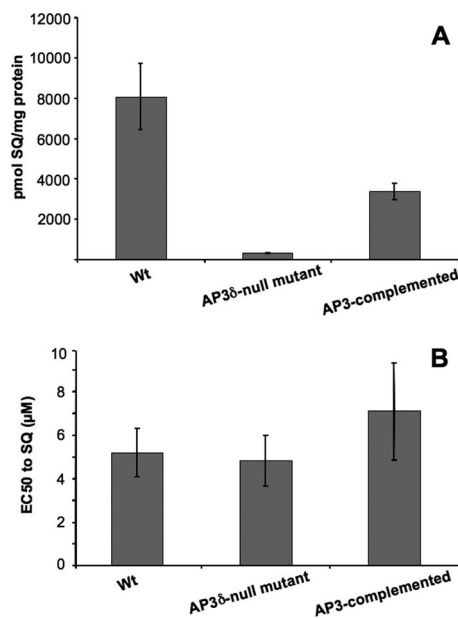 A
pmol SQ/mg protein
12000
10000
8000
6000
4000
2000
Wt
AP3δ-null mutant
AP3-complemented
B
EC50 to SQ (µM)
10
8
6
4
2
0
Wt
AP3δ-null mutant
AP3-complemented